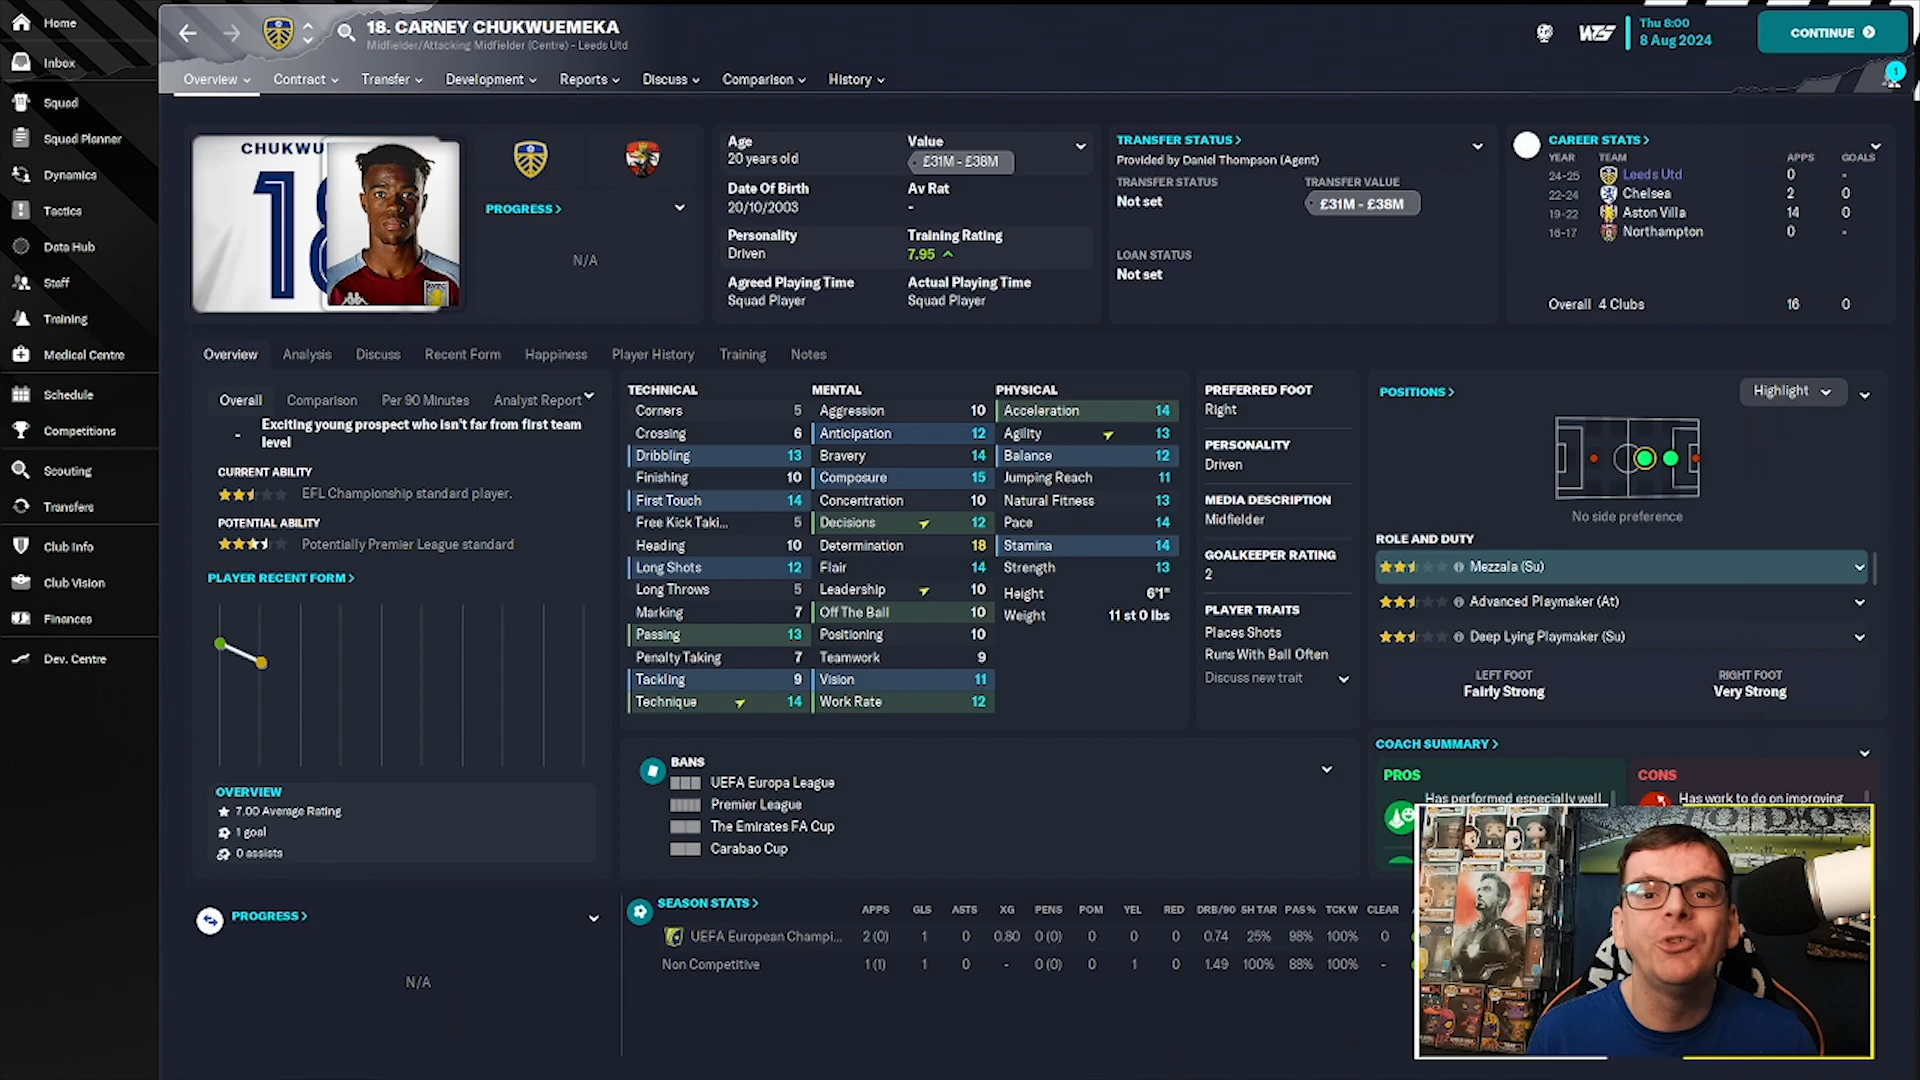 Home
Inbox
Squad
Squad Planner
Dynamics
Tactics
Data Hub
Staff
Training
Medical Centre
Schedule
Competitions
Scouting
Transfers
Club Info
Club Vision
Finances
Dev. Centre
18. CARNEY CHUKWUEMEKA
Midfielder/Attacking Midfielder (Centre) - Leeds Utd
Thu 8:00
8 Aug 2024
CONTINUE
1
Overview Contract Transfer Development Reports Discuss Comparison History
CHUKWU
18
PROGRESS >
N/A
Age
20 years old
Value
£31M - £38M
Date Of Birth
20/10/2003
Av Rat
-
Personality
Driven
Training Rating
7.95
Agreed Playing Time
Squad Player
Actual Playing Time
Squad Player
TRANSFER STATUS >
Provided by Daniel Thompson (Agent)
TRANSFER STATUS
Not set
TRANSFER VALUE
£31M - £38M
LOAN STATUS
Not set
CAREER STATS >
YEAR TEAM APPS GOALS
24-25 Leeds Utd 0 -
22-24 Chelsea 2 0
19-22 Aston Villa 14 0
16-17 Northampton 0 -
Overall 4 Clubs 16 0
Overview Analysis Discuss Recent Form Happiness Player History Training Notes
Overall Comparison Per 90 Minutes Analyst Report
- Exciting young prospect who isn't far from first team
level
CURRENT ABILITY
EFL Championship standard player.
POTENTIAL ABILITY
Potentially Premier League standard
PLAYER RECENT FORM >
OVERVIEW
7.00 Average Rating
1 goal
0 assists
TECHNICAL
Corners 5
Crossing 6
Dribbling 13
Finishing 10
First Touch 14
Free Kick Taki... 5
Heading 10
Long Shots 12
Long Throws 5
Marking 7
Passing 13
Penalty Taking 7
Tackling 9
Technique 14
MENTAL
Aggression 10
Anticipation 12
Bravery 14
Composure 15
Concentration 10
Decisions 12
Determination 18
Flair 14
Leadership 10
Off The Ball 10
Positioning 10
Teamwork 9
Vision 11
Work Rate 12
PHYSICAL
Acceleration 14
Agility 13
Balance 12
Jumping Reach 11
Natural Fitness 13
Pace 14
Stamina 14
Strength 13
Height 6'1"
Weight 11 st 0 lbs
PREFERRED FOOT
Right
PERSONALITY
Driven
MEDIA DESCRIPTION
Midfielder
GOALKEEPER RATING
2
PLAYER TRAITS
Places Shots
Runs With Ball Often
Discuss new trait
POSITIONS >
Highlight
No side preference
ROLE AND DUTY
Mezzala (Su)
Advanced Playmaker (At)
Deep Lying Playmaker (Su)
LEFT FOOT
Fairly Strong
RIGHT FOOT
Very Strong
BANS
UEFA Europa League
Premier League
The Emirates FA Cup
Carabao Cup
COACH SUMMARY >
PROS
Has performed especially well
CONS
Has work to do on improving
PROGRESS >
N/A
SEASON STATS >
APPS GLS ASTS XG PENS POM YEL RED DRB/90 SH TAR PAS % TCK W CLEAR
UEFA European Champi... 2 (0) 1 0 0.80 0 (0) 0 0 0 0.74 25% 98% 100% 0
Non Competitive 1 (1) 1 0 - 0 (0) 0 1 0 1.49 100% 88% 100% -